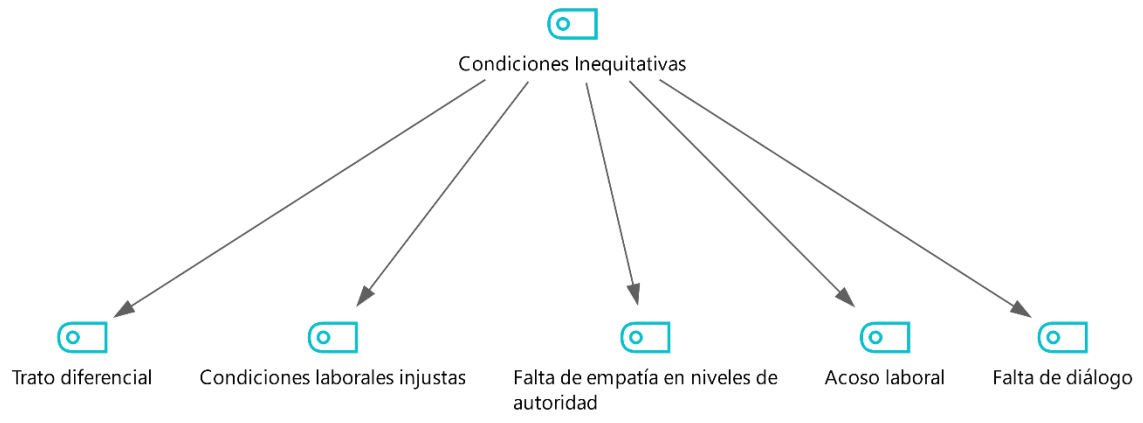 Condiciones Inequitativas
Trato diferencial
Condiciones laborales injustas
Falta de empatía en niveles de
autoridad
Acoso laboral
Falta de diálogo